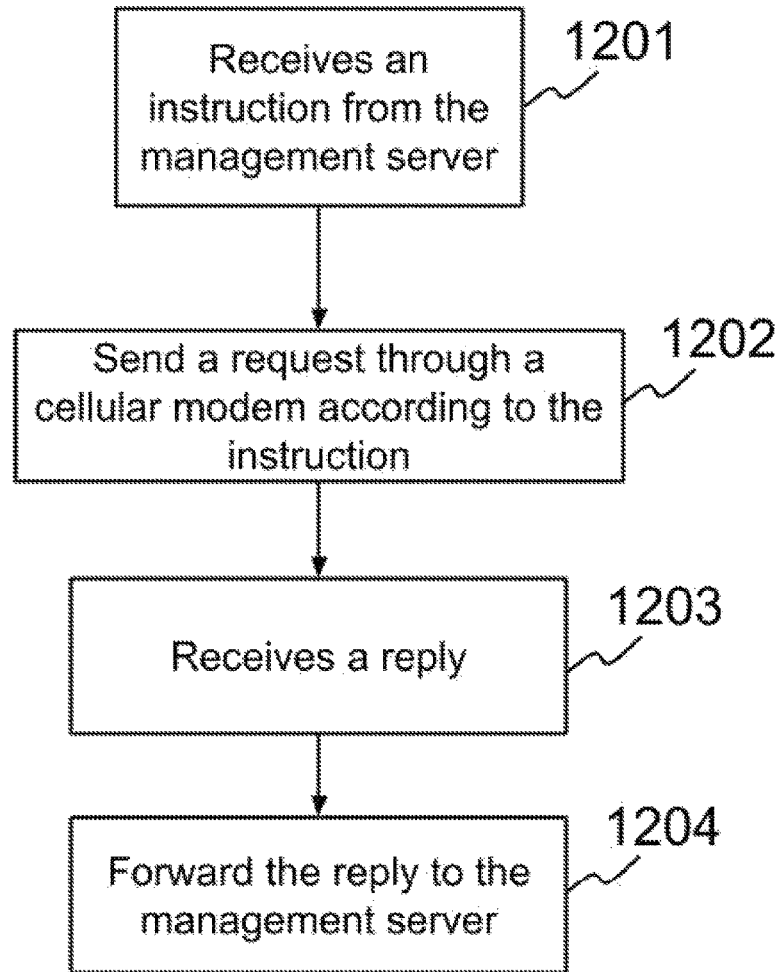 Receives an
instruction from the
management server
1201
Send a request through a
cellular modem according to the
instruction
1202
Receives a reply
1203
Forward the reply to the
management server
1204